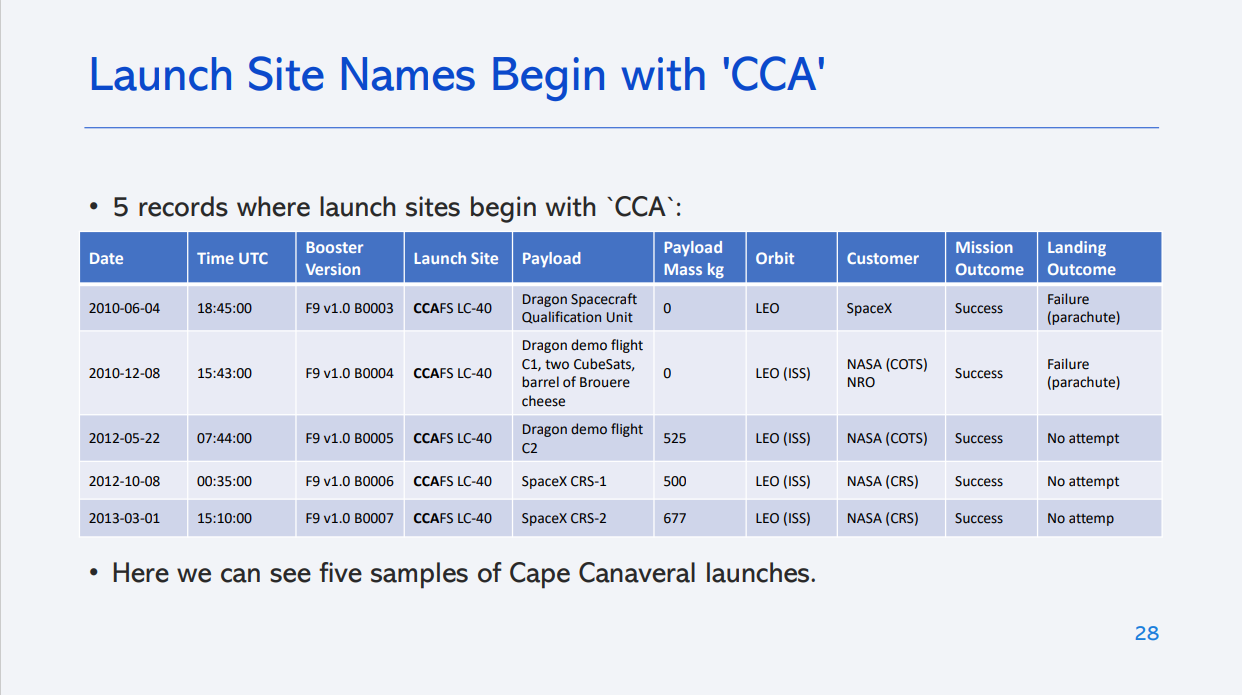 Launch Site Names Begin with 'CCA'
• 5 records where launch sites begin with `CCA`:
Date Time UTC Booster Version Launch Site Payload Payload Mass kg Orbit Customer Mission Outcome Landing Outcome
2010-06-04 18:45:00 F9 v1.0 B0003 CCAFS LC-40 Dragon Spacecraft Qualification Unit 0 LEO SpaceX Success Failure (parachute)
2010-12-08 15:43:00 F9 v1.0 B0004 CCAFS LC-40 Dragon demo flight C1, two CubeSats, barrel of Brouere cheese 0 LEO (ISS) NASA (COTS) NRO Success Failure (parachute)
2012-05-22 07:44:00 F9 v1.0 B0005 CCAFS LC-40 Dragon demo flight C2 525 LEO (ISS) NASA (COTS) Success No attempt
2012-10-08 00:35:00 F9 v1.0 B0006 CCAFS LC-40 SpaceX CRS-1 500 LEO (ISS) NASA (CRS) Success No attempt
2013-03-01 15:10:00 F9 v1.0 B0007 CCAFS LC-40 SpaceX CRS-2 677 LEO (ISS) NASA (CRS) Success No attemp
• Here we can see five samples of Cape Canaveral launches.
28